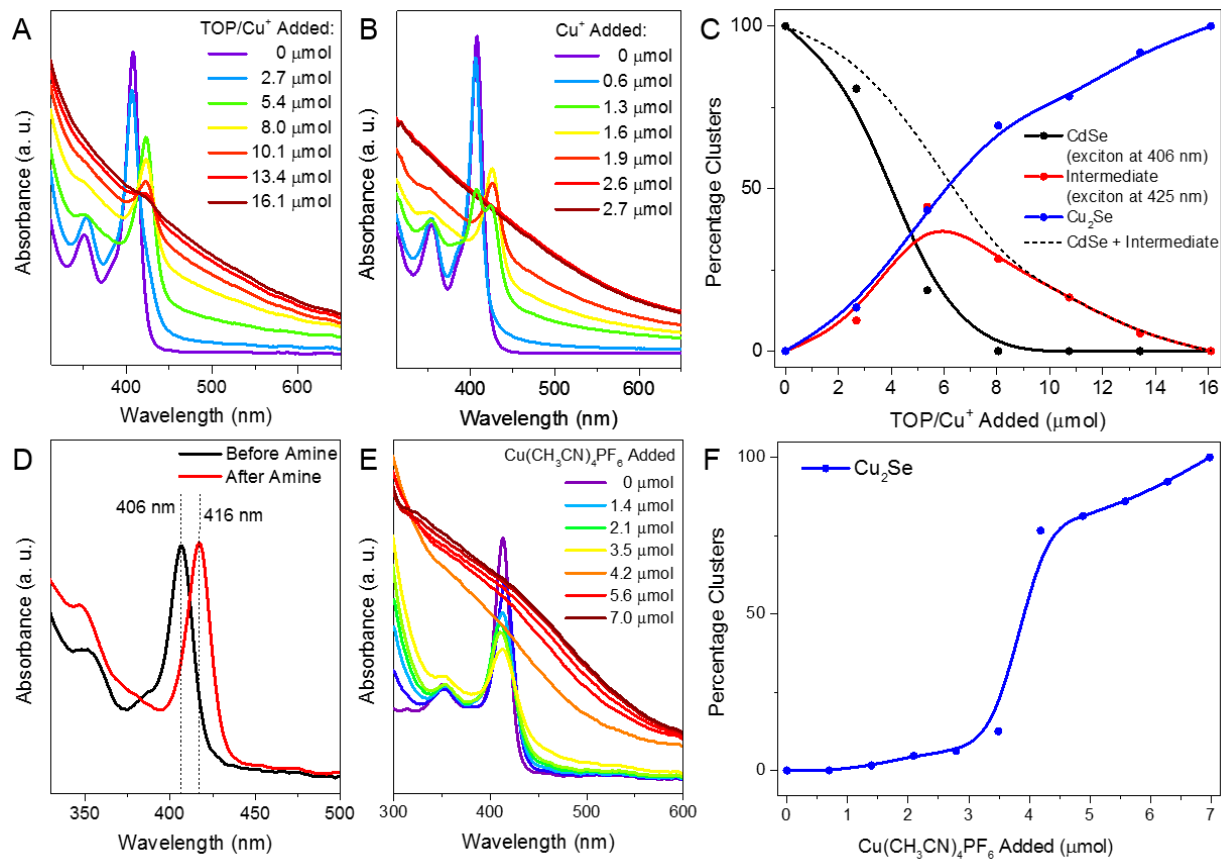 A
TOP/Cu⁺ Added:
0 μmol
2.7 μmol
5.4 μmol
8.0 μmol
10.1 μmol
13.4 μmol
16.1 μmol
Absorbance (a. u.)
400
500
600
Wavelength (nm)
B
Cu⁺ Added:
0 μmol
0.6 μmol
1.3 μmol
1.6 μmol
1.9 μmol
2.6 μmol
2.7 μmol
Absorbance (a. u.)
400
500
600
Wavelength (nm)
C
100
50
0
Percentage Clusters
CdSe
(exciton at 406 nm)
Intermediate
(exciton at 425 nm)
Cu₂Se
CdSe + Intermediate
0 2 4 6 8 10 12 14 16
TOP/Cu⁺ Added (μmol)
D
Before Amine
After Amine
406 nm
416 nm
Absorbance (a. u.)
350 400 450 500
Wavelength (nm)
E
Cu(CH₃CN)₄PF₆ Added
0 μmol
1.4 μmol
2.1 μmol
3.5 μmol
4.2 μmol
5.6 μmol
7.0 μmol
Absorbance (a. u.)
300 400 500 600
Wavelength (nm)
F
Cu₂Se
100
50
0
Percentage Clusters
0 1 2 3 4 5 6 7
Cu(CH₃CN)₄PF₆ Added (μmol)